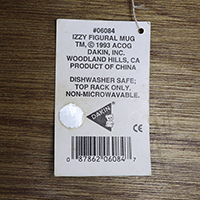 #06084
IZZY FIGURAL MUG
TM, © 1993 ACOG
DAKIN, INC.
WOODLAND HILLS, CA
PRODUCT OF CHINA
DISHWASHER SAFE;
TOP RACK ONLY.
NON-MICROWAVABLE.
DAKIN
CE
0 87862 06084 7